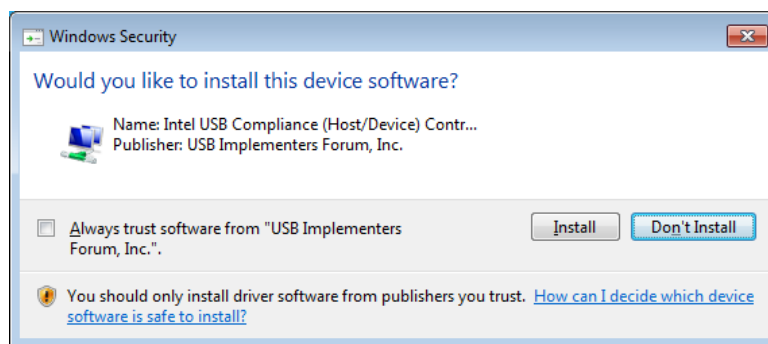 Windows Security
Would you like to install this device software?
Name: Intel USB Compliance (Host/Device) Contr...
Publisher: USB Implementers Forum, Inc.
Always trust software from "USB Implementers
Forum, Inc.".
Install
Don't Install
You should only install driver software from publishers you trust. How can I decide which device
software is safe to install?